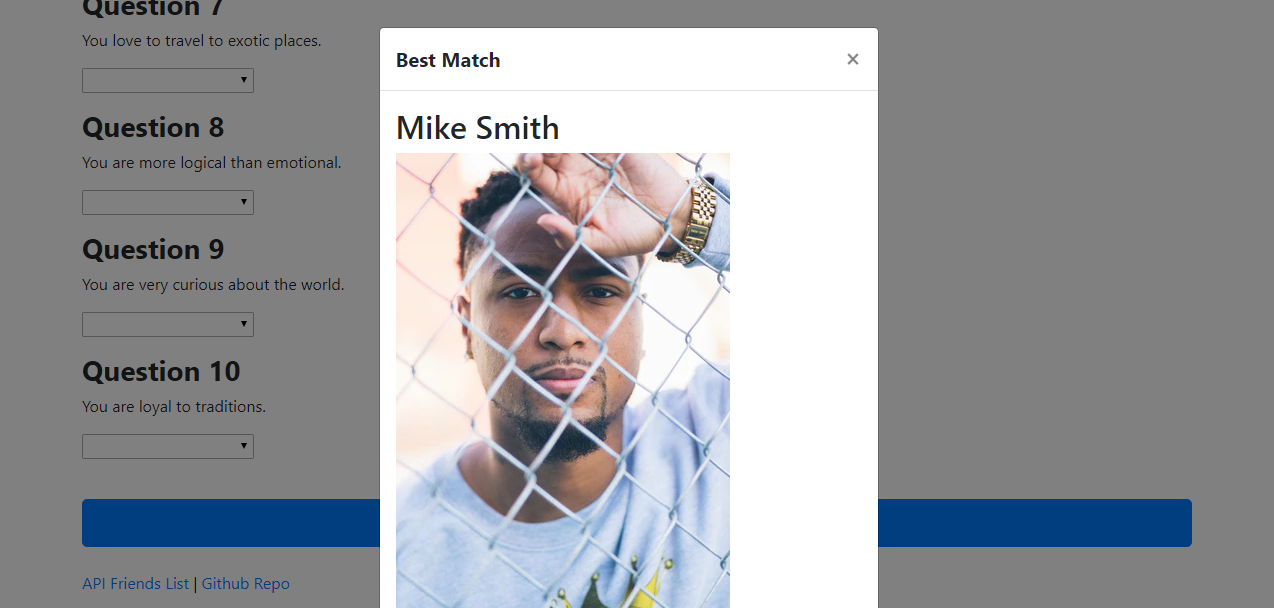 Question 7
You love to travel to exotic places.
Question 8
You are more logical than emotional.
Question 9
You are very curious about the world.
Question 10
You are loyal to traditions.
API Friends List | Github Repo
Best Match
×
Mike Smith